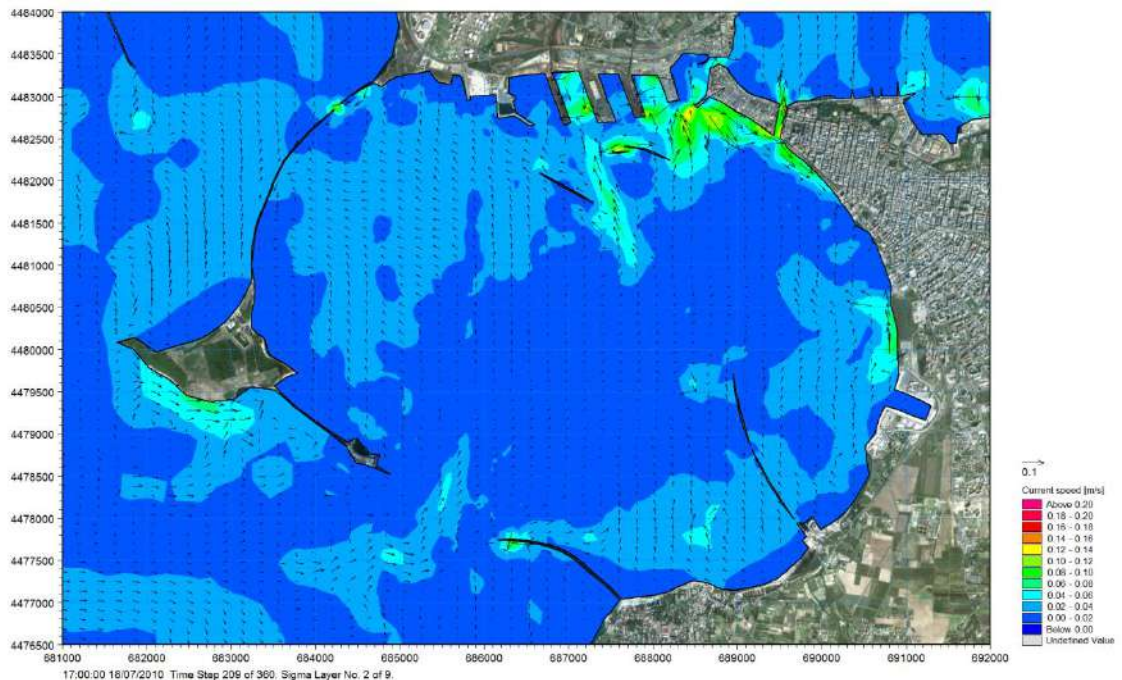 4484000
4483500
4483000
4482500
4482000
4481500
4481000
4480500
4480000
4479500
4479000
4478500
4478000
4477500
4477000
4476500
681000 682000 683000 684000 685000 686000 687000 688000 689000 690000 691000 692000
17:00:00 18/07/2010 Time Step 209 of 360. Sigma Layer No. 2 of 9.
0.1
Current speed [m/s]
Above 0.20
0.18 - 0.20
0.16 - 0.18
0.14 - 0.16
0.12 - 0.14
0.10 - 0.12
0.08 - 0.10
0.06 - 0.08
0.04 - 0.06
0.02 - 0.04
0.00 - 0.02
Below 0.00
Undefined Value